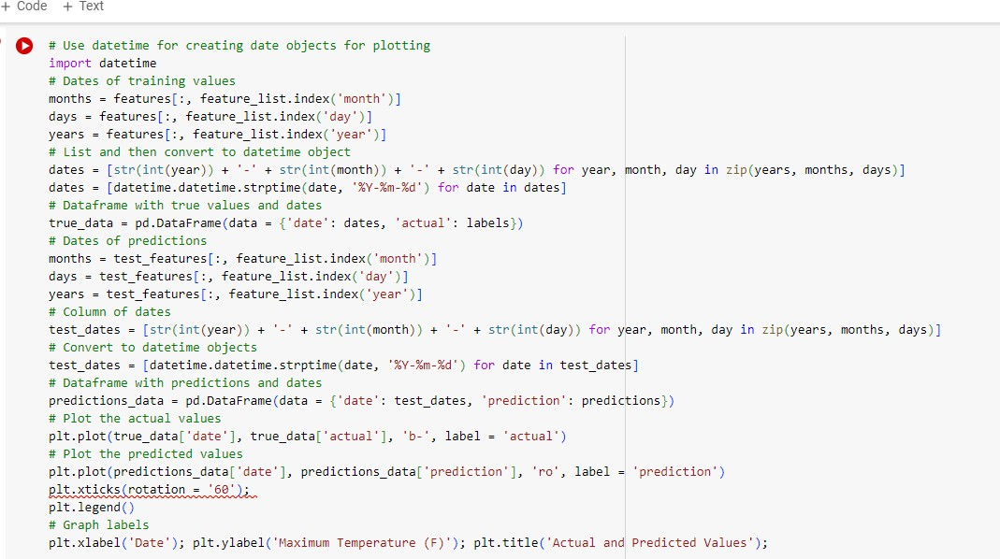 + Code + Text
# Use datetime for creating date objects for plotting
import datetime
# Dates of training values
months = features[:, feature_list.index('month')]
days = features[:, feature_list.index('day')]
years = features[:, feature_list.index('year')]
# List and then convert to datetime object
dates = [str(int(year)) + '-' + str(int(month)) + '-' + str(int(day)) for year, month, day in zip(years, months, days)]
dates = [datetime.datetime.strptime(date, '%Y-%m-%d') for date in dates]
# Dataframe with true values and dates
true_data = pd.DataFrame(data = {'date': dates, 'actual': labels})
# Dates of predictions
months = test_features[:, feature_list.index('month')]
days = test_features[:, feature_list.index('day')]
years = test_features[:, feature_list.index('year')]
# Column of dates
test_dates = [str(int(year)) + '-' + str(int(month)) + '-' + str(int(day)) for year, month, day in zip(years, months, days)]
# Convert to datetime objects
test_dates = [datetime.datetime.strptime(date, '%Y-%m-%d') for date in test_dates]
# Dataframe with predictions and dates
predictions_data = pd.DataFrame(data = {'date': test_dates, 'prediction': predictions})
# Plot the actual values
plt.plot(true_data['date'], true_data['actual'], 'b-', label = 'actual')
# Plot the predicted values
plt.plot(predictions_data['date'], predictions_data['prediction'], 'ro', label = 'prediction')
plt.xticks(rotation = '60');
plt.legend()
# Graph labels
plt.xlabel('Date'); plt.ylabel('Maximum Temperature (F)'); plt.title('Actual and Predicted Values');